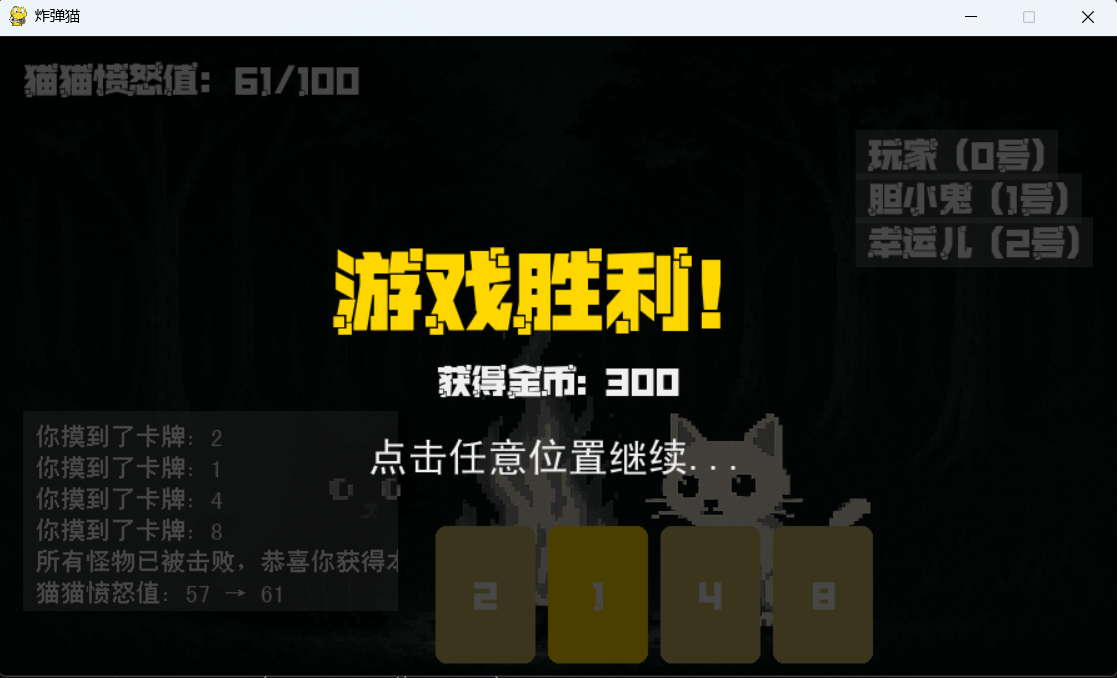 炸弹猫
猫猫愤怒值: 61/100
玩家（0号）
胆小鬼（1号）
幸运儿（2号）
游戏胜利!
获得金币: 300
点击任意位置继续...
你摸到了卡牌: 2
你摸到了卡牌: 1
你摸到了卡牌: 4
你摸到了卡牌: 8
所有怪物已被击败，恭喜你获得
猫猫愤怒值: 57 → 61
2 1 4 8